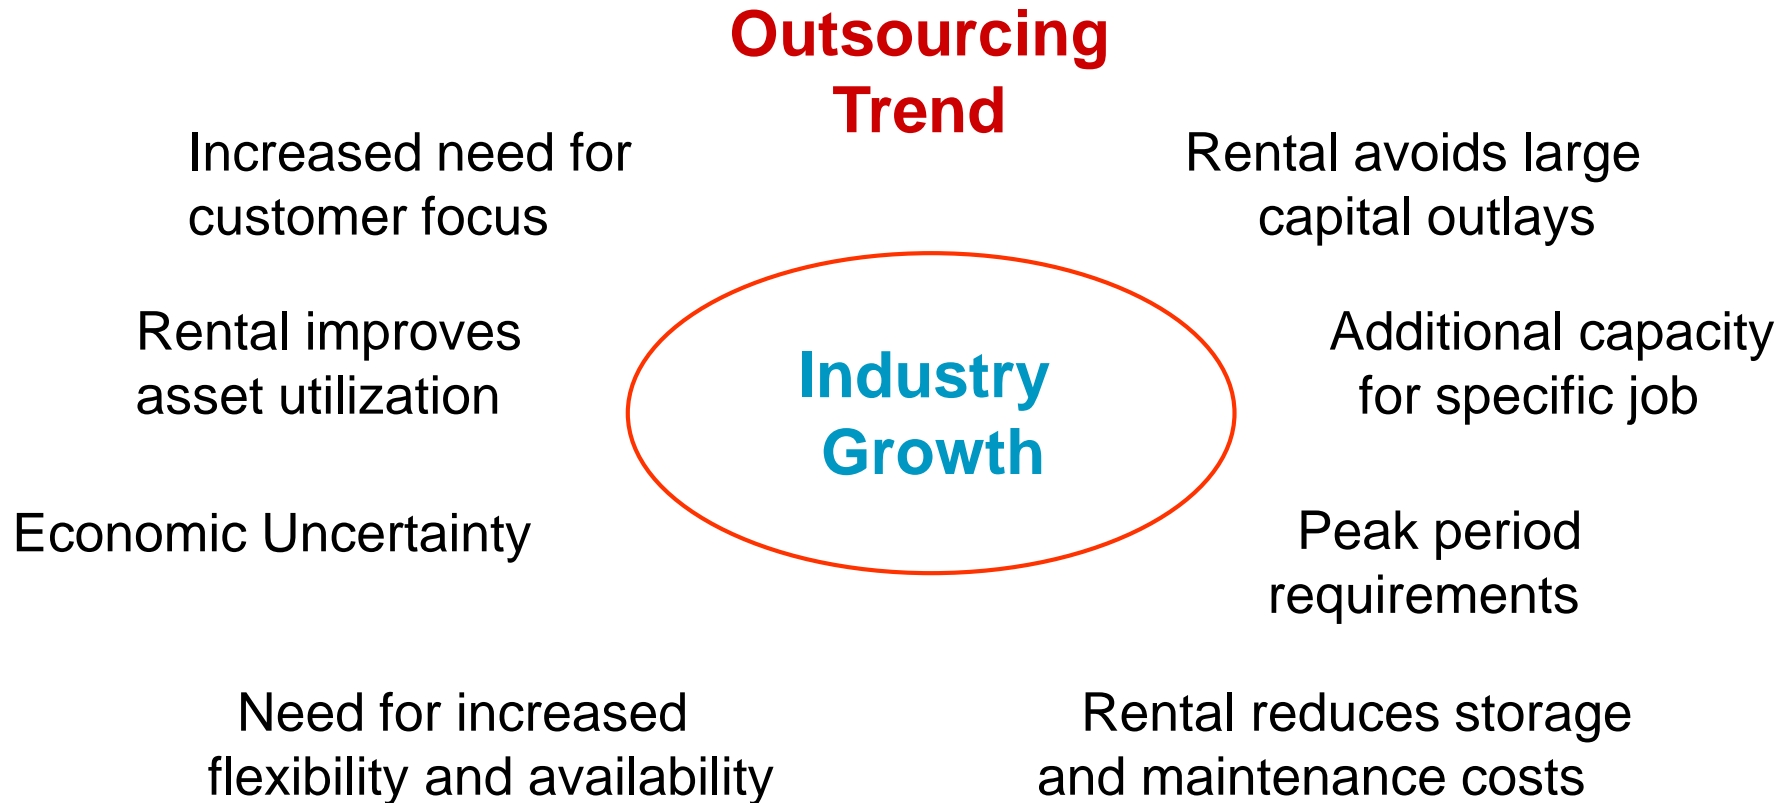 Outsourcing
Trend
Increased need for
customer focus
Rental avoids large
capital outlays
Rental improves
asset utilization
Industry
Growth
Additional capacity
for specific job
Economic Uncertainty
Peak period
requirements
Need for increased
flexibility and availability
Rental reduces storage
and maintenance costs